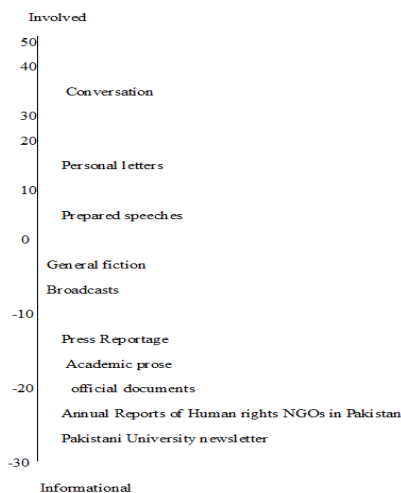 Involved
50
40
Conversation
30
20
Personal letters
10
Prepared speeches
0
General fiction
Broadcasts
-10
Press Reportage
Academic prose
-20
official documents
Annual Reports of Human rights NGOs in Pakistan
Pakistani University newsletter
-30
Informational